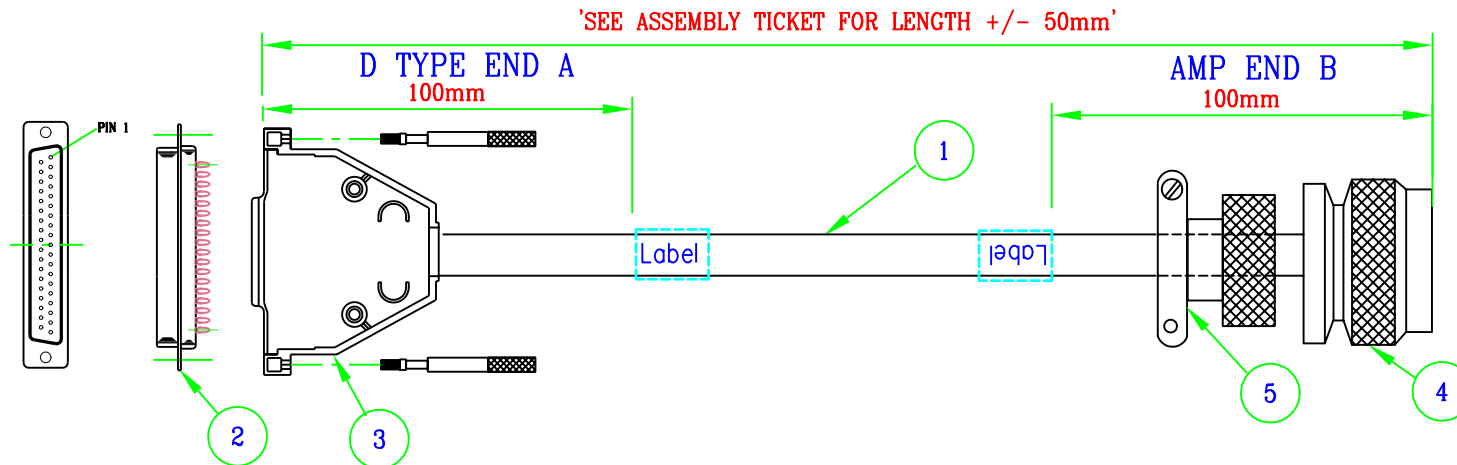 'SEE ASSEMBLY TICKET FOR LENGTH +/- 50mm'
D TYPE END A
AMP END B
100mm
100mm
PIN 1
1
Label
Label
5
4
2
3